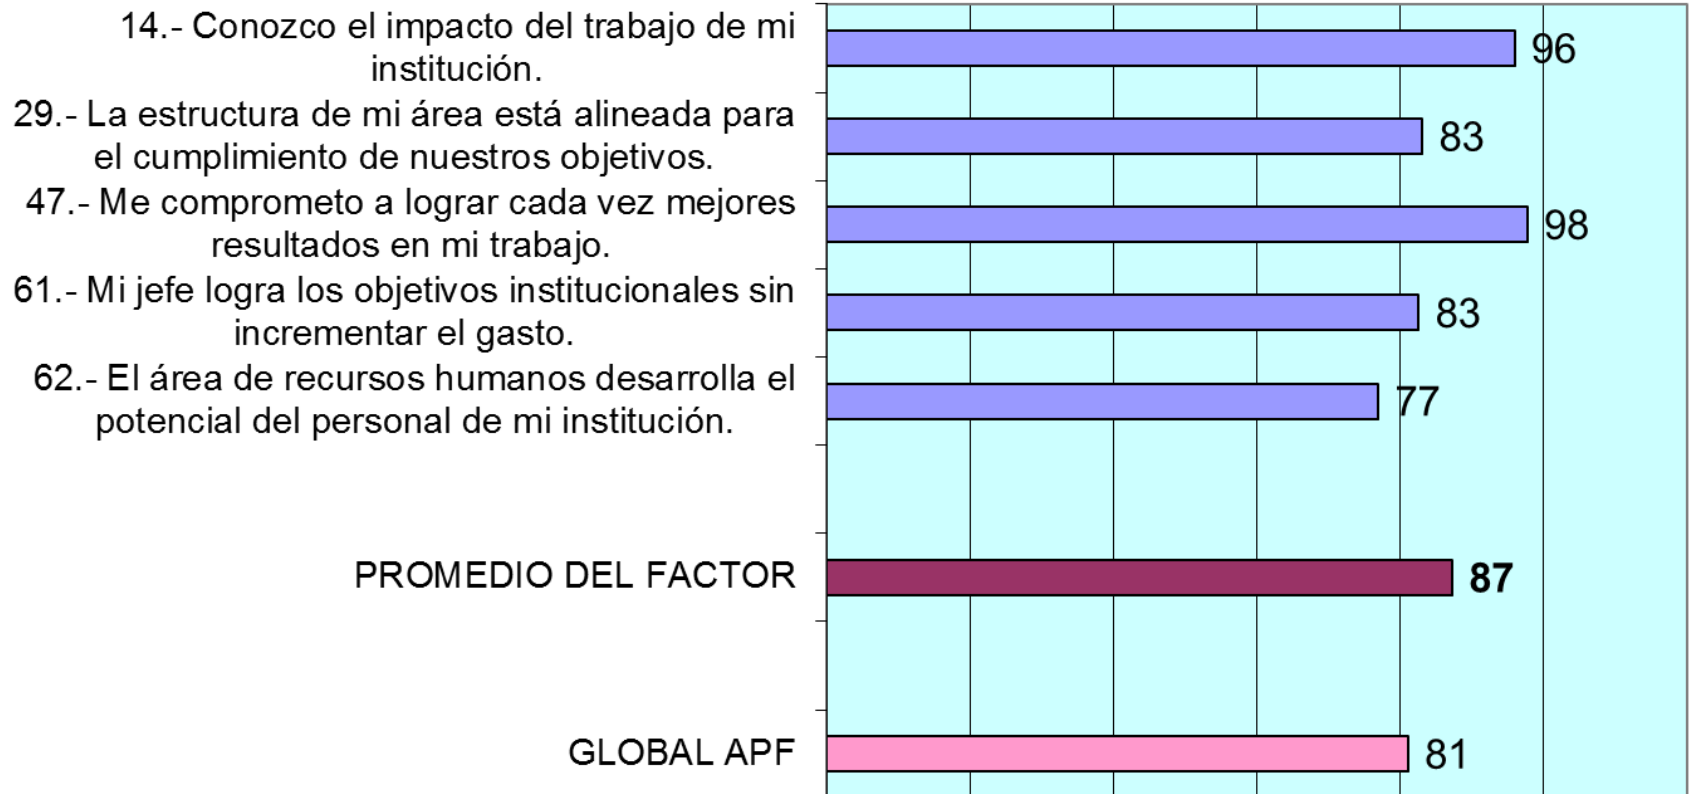 14.- Conozco el impacto del trabajo de mi
institución.
96
29.- La estructura de mi área está alineada para
el cumplimiento de nuestros objetivos.
83
47.- Me comprometo a lograr cada vez mejores
resultados en mi trabajo.
98
61.- Mi jefe logra los objetivos institucionales sin
incrementar el gasto.
83
62.- El área de recursos humanos desarrolla el
potencial del personal de mi institución.
77
PROMEDIO DEL FACTOR
87
GLOBAL APF
81